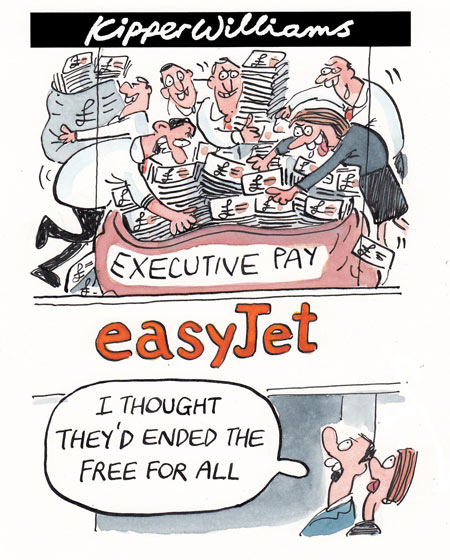 Kipper Williams
EXECUTIVE PAY
easyJet
I THOUGHT
THEY'D ENDED THE
FREE FOR ALL